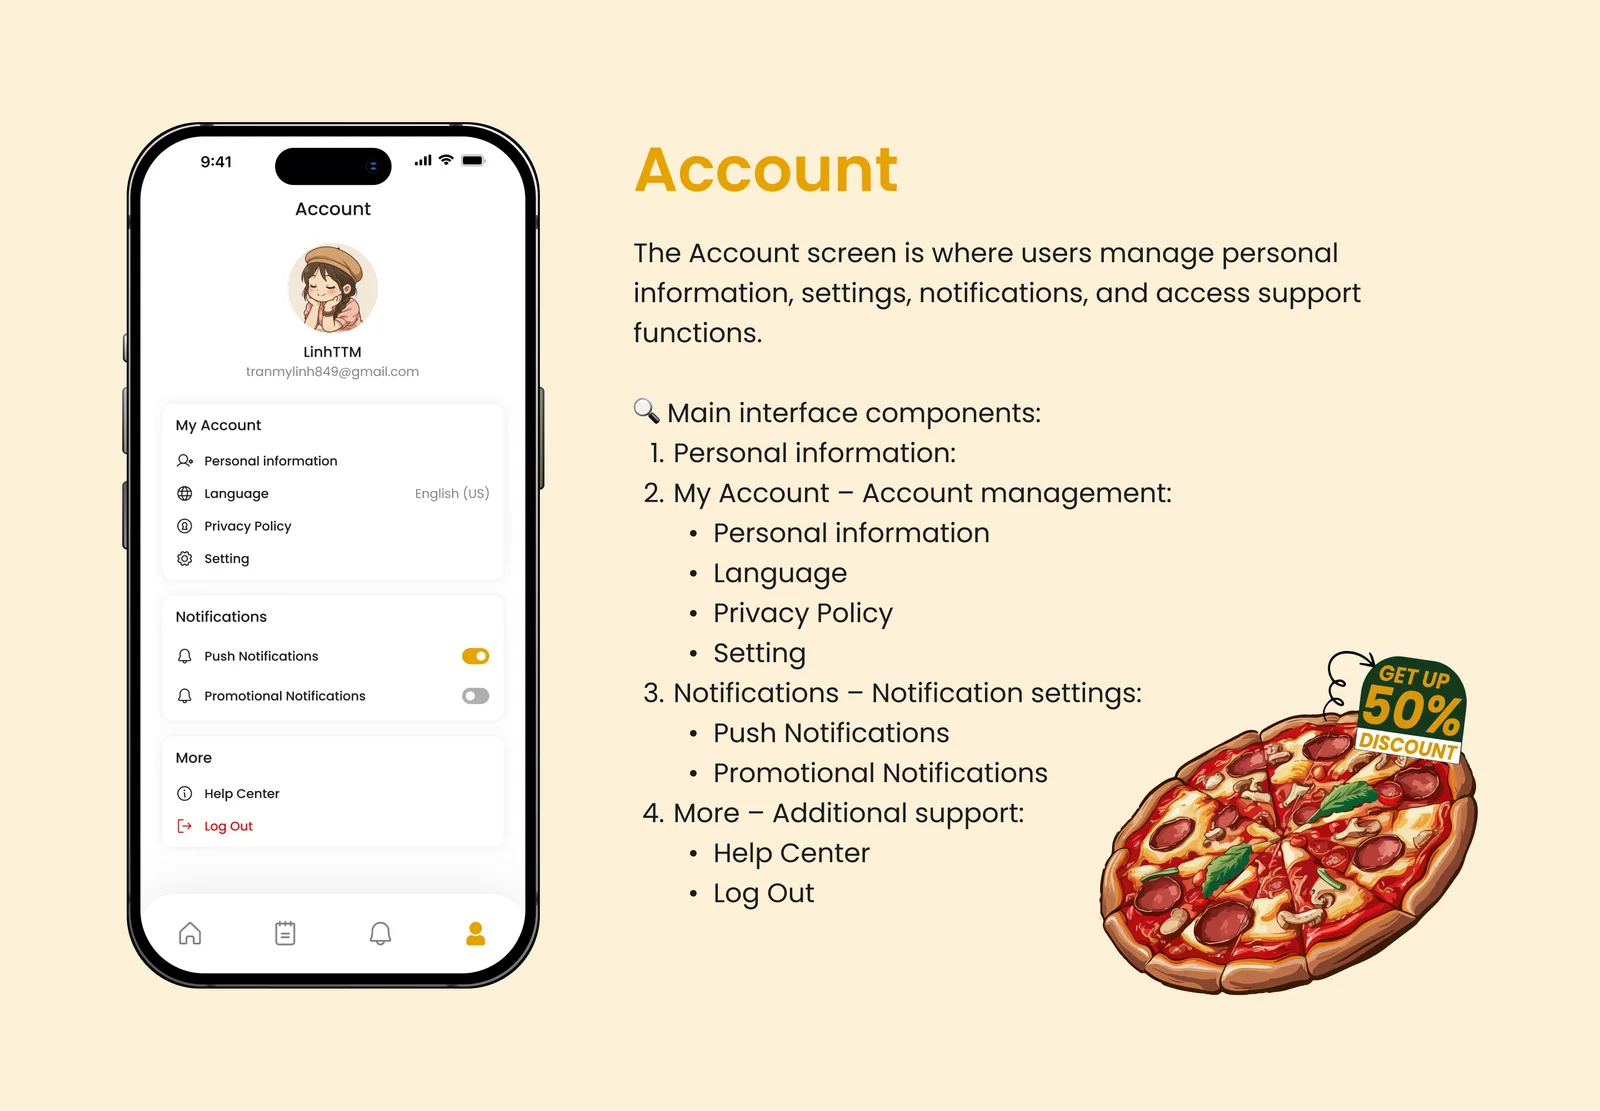 9:41
Account
LinhTTM
tranmylinh849@gmail.com
My Account
Personal information
Language English (US)
Privacy Policy
Setting
Notifications
Push Notifications
Promotional Notifications
More
Help Center
Log Out
Account
The Account screen is where users manage personal
information, settings, notifications, and access support
functions.
🔍 Main interface components:
1. Personal information:
2. My Account – Account management:
• Personal information
• Language
• Privacy Policy
• Setting
3. Notifications – Notification settings:
• Push Notifications
• Promotional Notifications
4. More – Additional support:
• Help Center
• Log Out
GET UP
50%
DISCOUNT